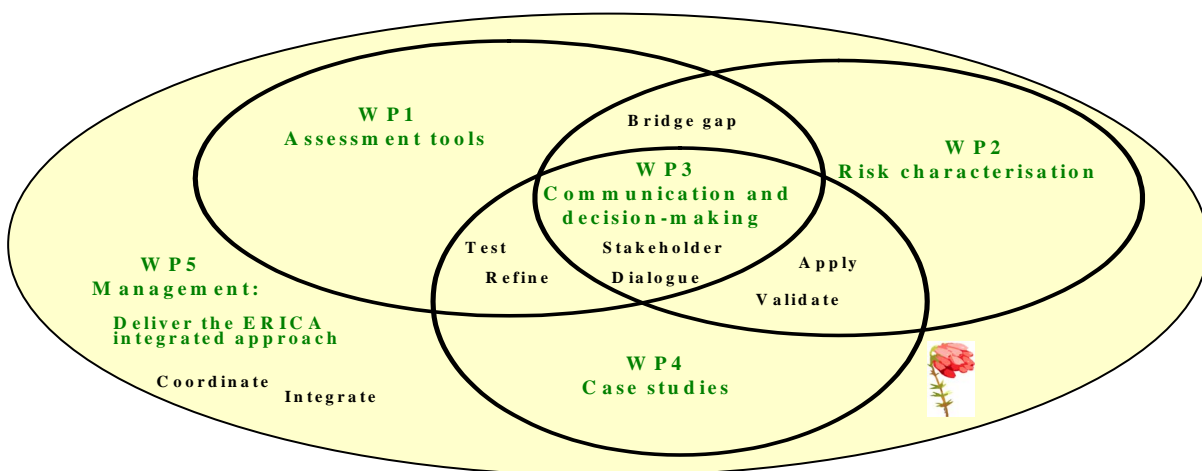 WP1
Assessment tools
Bridge gap
WP2
Risk characterisation
WP3
Communication and
decision-making
Test
Refine
Stakeholder
Dialogue
Apply
Validate
WP5
Management:
Deliver the ERICA
integrated approach
Coordinate
Integrate
WP4
Case studies